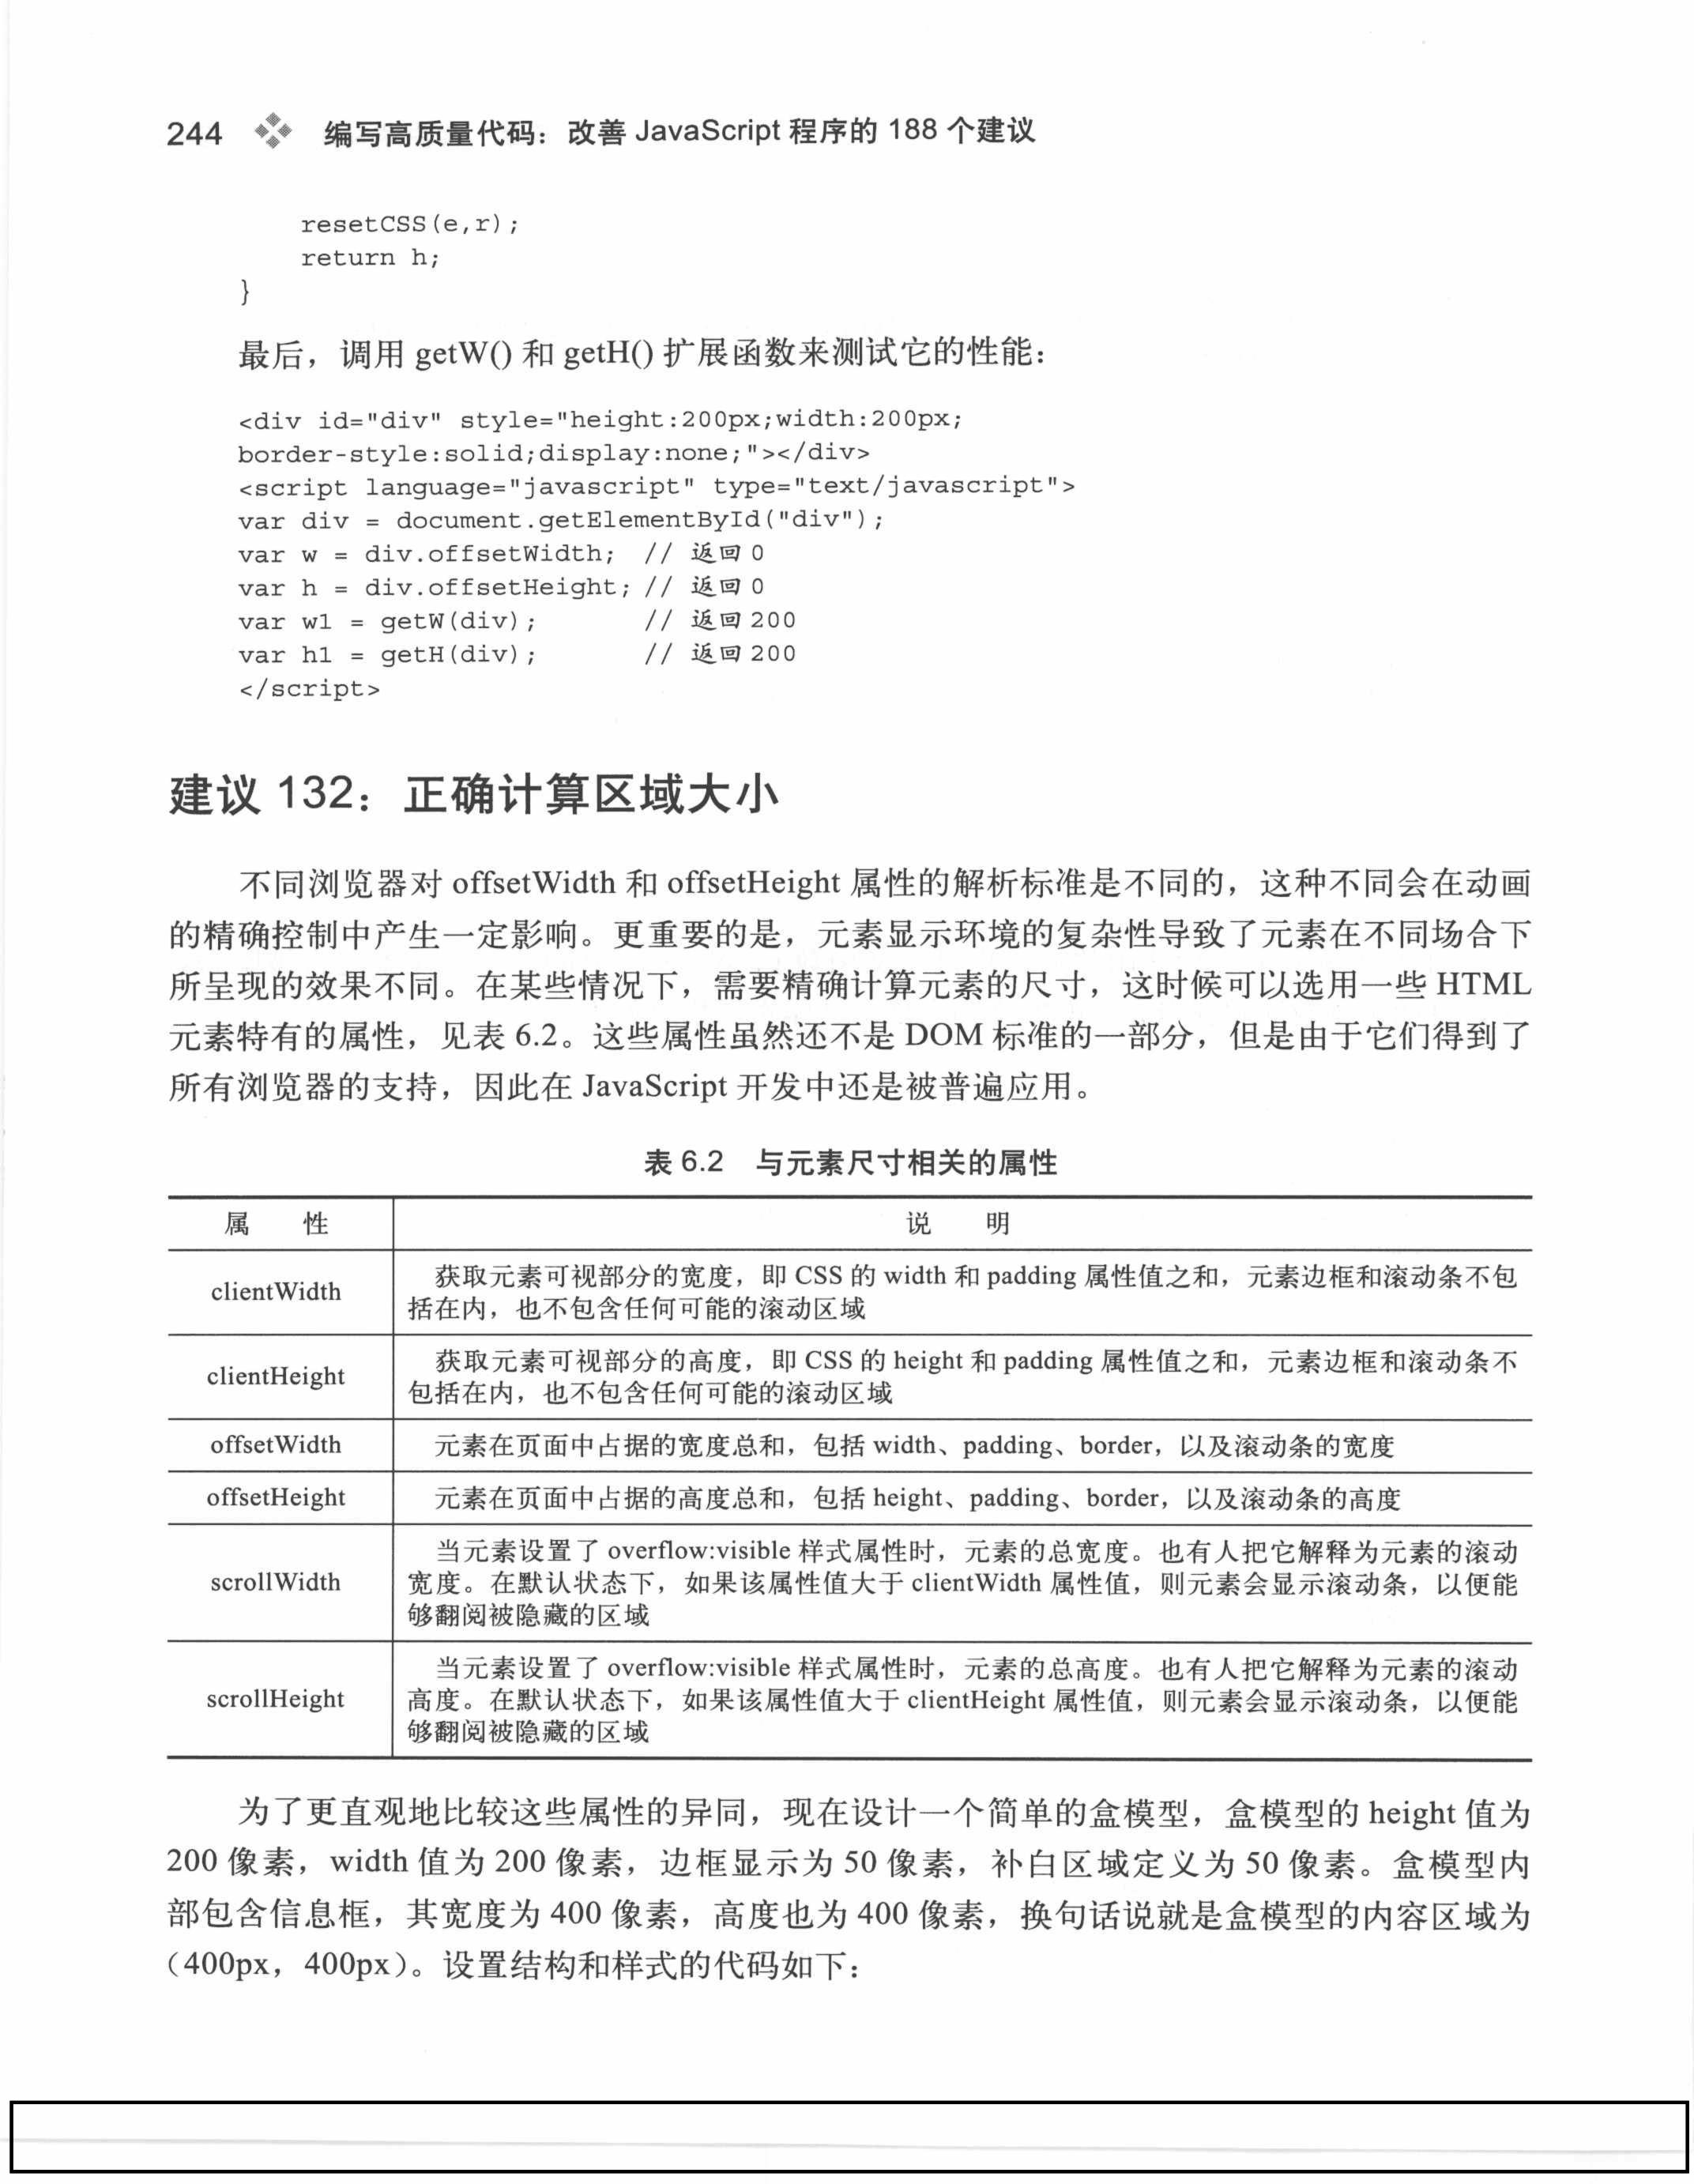 244 编写高质量代码：改善 JavaScript 程序的 188 个建议
resetCSS(e,r);
return h;
}
最后，调用 getW() 和 getH() 扩展函数来测试它的性能：
<div id="div" style="height:200px;width:200px;
border-style:solid;display:none;"></div>
<script language="javascript" type="text/javascript">
var div = document.getElementById("div");
var w = div.offsetWidth; // 返回 0
var h = div.offsetHeight; // 返回 0
var w1 = getW(div); // 返回 200
var h1 = getH(div); // 返回 200
</script>
建议 132：正确计算区域大小
不同浏览器对 offsetWidth 和 offsetHeight 属性的解析标准是不同的，这种不同会在动画
的精确控制中产生一定影响。更重要的是，元素显示环境的复杂性导致了元素在不同场合下
所呈现的效果不同。在某些情况下，需要精确计算元素的尺寸，这时候可以选用一些 HTML
元素特有的属性，见表 6.2。这些属性虽然还不是 DOM 标准的一部分，但是由于它们得到了
所有浏览器的支持，因此在 JavaScript 开发中还是被普遍应用。
表 6.2 与元素尺寸相关的属性
属 性 说 明
clientWidth
获取元素可视部分的宽度，即 CSS 的 width 和 padding 属性值之和，元素边框和滚动条不包
括在内，也不包含任何可能的滚动区域
clientHeight
获取元素可视部分的高度，即 CSS 的 height 和 padding 属性值之和，元素边框和滚动条不
包括在内，也不包含任何可能的滚动区域
offsetWidth 元素在页面中占据的宽度总和，包括 width、padding、border，以及滚动条的宽度
offsetHeight 元素在页面中占据的高度总和，包括 height、padding、border，以及滚动条的高度
scrollWidth
当元素设置了 overflow:visible 样式属性时，元素的总宽度。也有人把它解释为元素的滚动
宽度。在默认状态下，如果该属性值大于 clientWidth 属性值，则元素会显示滚动条，以便能
够翻阅被隐藏的区域
scrollHeight
当元素设置了 overflow:visible 样式属性时，元素的总高度。也有人把它解释为元素的滚动
高度。在默认状态下，如果该属性值大于 clientHeight 属性值，则元素会显示滚动条，以便能
够翻阅被隐藏的区域
为了更直观地比较这些属性的异同，现在设计一个简单的盒模型，盒模型的 height 值为
200 像素，width 值为 200 像素，边框显示为 50 像素，补白区域定义为 50 像素。盒模型内
部包含信息框，其宽度为 400 像素，高度也为 400 像素，换句话说就是盒模型的内容区域为
（400px，400px）。设置结构和样式的代码如下：